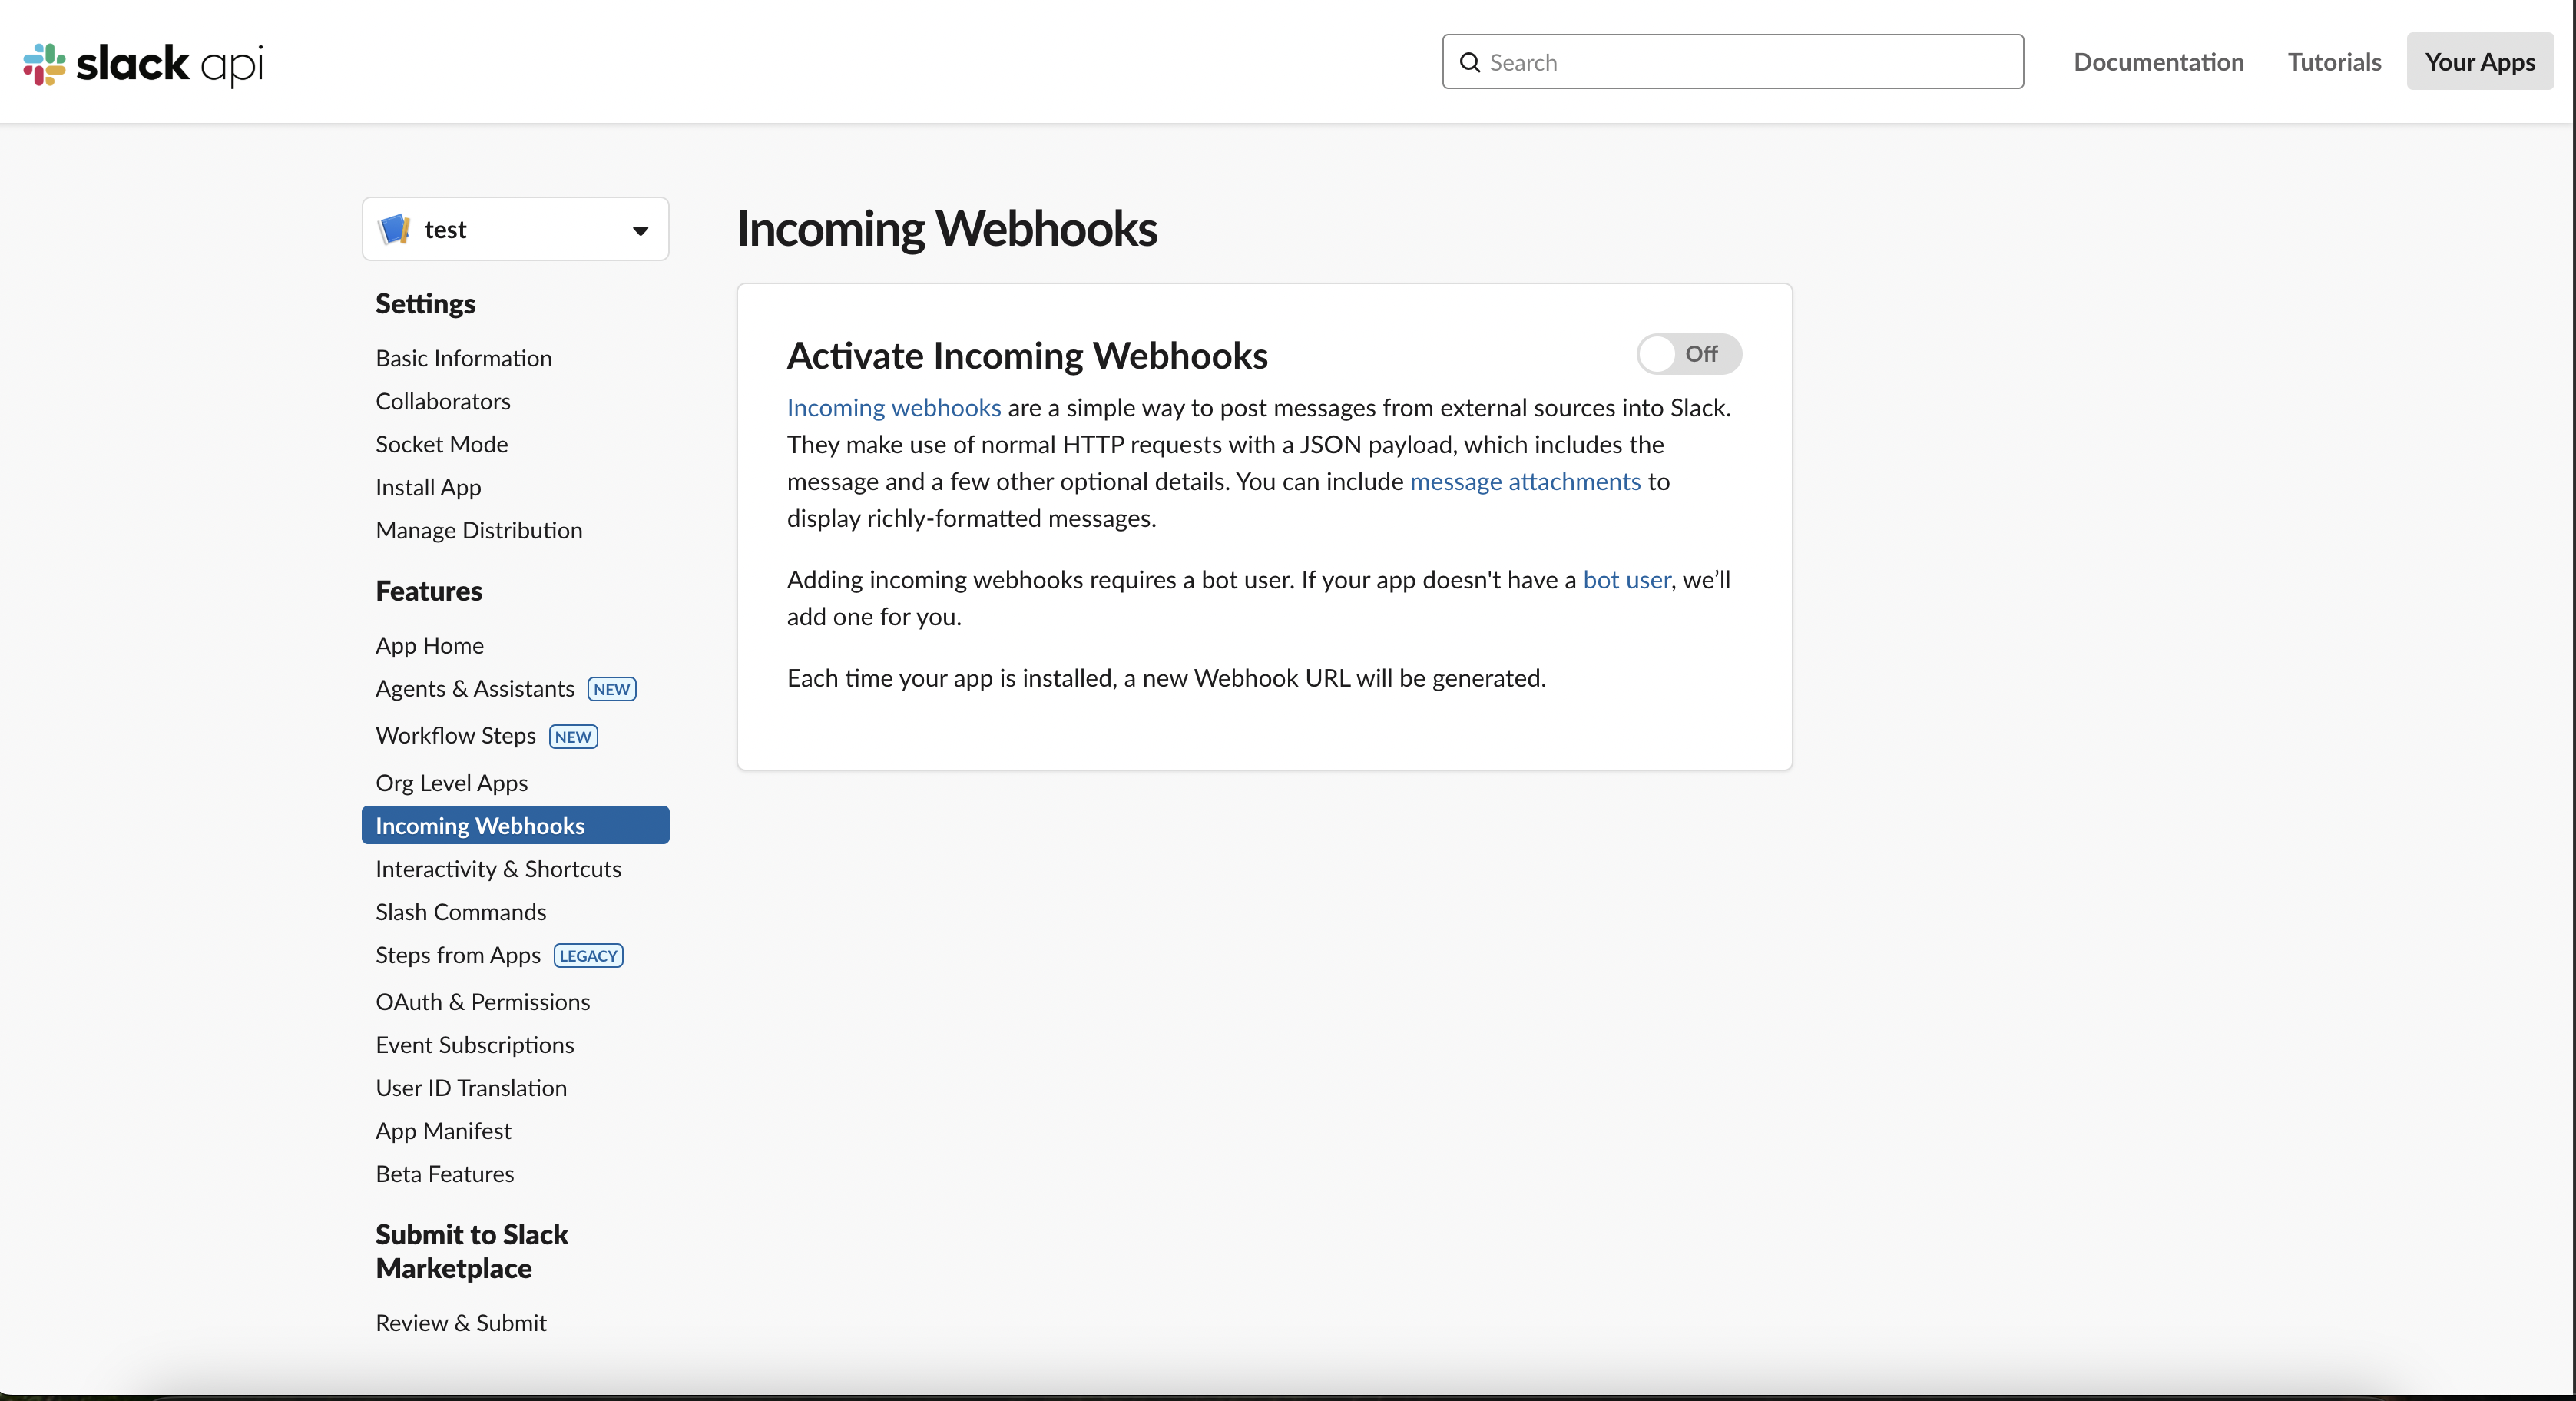 slack api
Search
Documentation
Tutorials
Your Apps
test
Settings
Basic Information
Collaborators
Socket Mode
Install App
Manage Distribution
Features
App Home
Agents & Assistants NEW
Workflow Steps NEW
Org Level Apps
Incoming Webhooks
Interactivity & Shortcuts
Slash Commands
Steps from Apps LEGACY
OAuth & Permissions
Event Subscriptions
User ID Translation
App Manifest
Beta Features
Submit to Slack
Marketplace
Review & Submit
Incoming Webhooks
Activate Incoming Webhooks
Off
Incoming webhooks are a simple way to post messages from external sources into Slack.
They make use of normal HTTP requests with a JSON payload, which includes the
message and a few other optional details. You can include message attachments to
display richly-formatted messages.
Adding incoming webhooks requires a bot user. If your app doesn't have a bot user, we’ll
add one for you.
Each time your app is installed, a new Webhook URL will be generated.